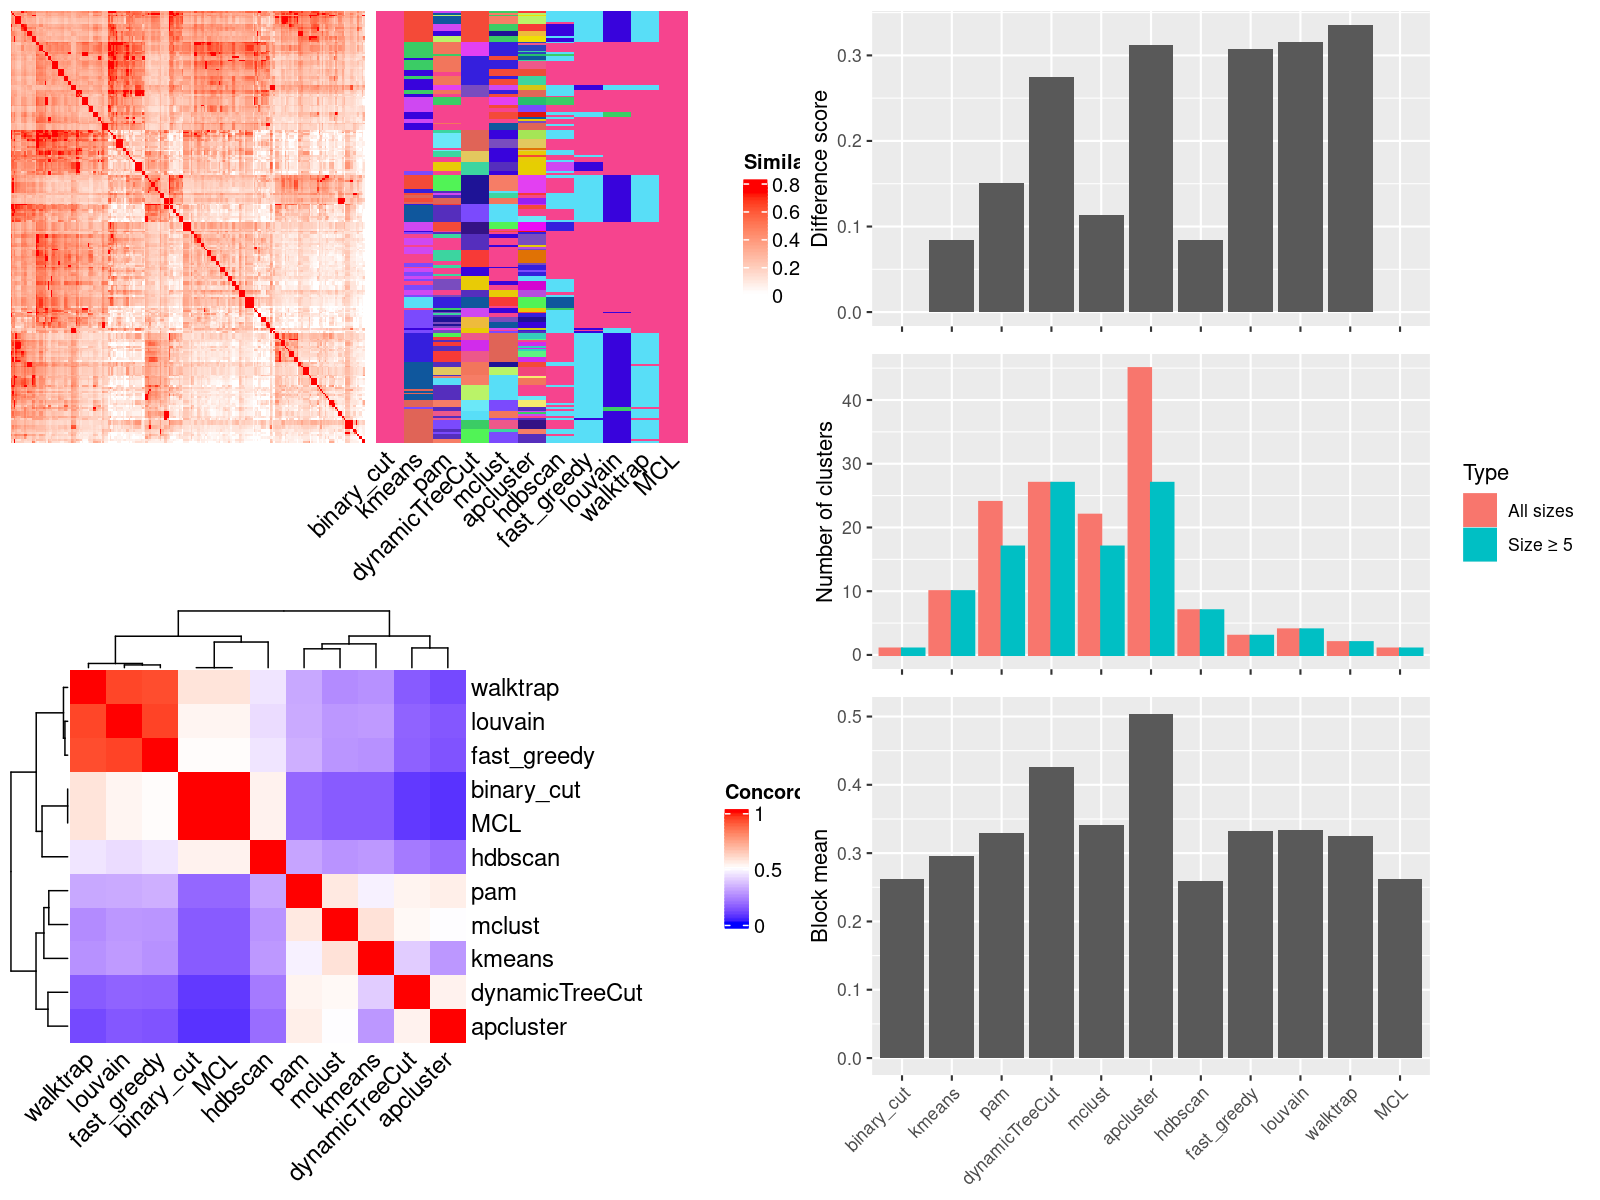 Simila
0.8
0.6
0.4
0.2
0
binary_cut
kmeans
pam
dynamicTreeCut
mclust
apcluster
hdbscan
fast_greedy
louvain
walktrap
MCL
walktrap
louvain
fast_greedy
binary_cut
MCL
hdbscan
pam
mclust
kmeans
dynamicTreeCut
apcluster
walktrap
louvain
fast_greedy
binary_cut
MCL
hdbscan
pam
mclust
kmeans
dynamicTreeCut
apcluster
Concord
1
0.5
0
Difference score
0.3
0.2
0.1
0.0
Number of clusters
40
30
20
10
0
Type
All sizes
Size ≥ 5
Block mean
0.5
0.4
0.3
0.2
0.1
0.0
binary_cut
kmeans
pam
dynamicTreeCut
mclust
apcluster
hdbscan
fast_greedy
louvain
walktrap
MCL